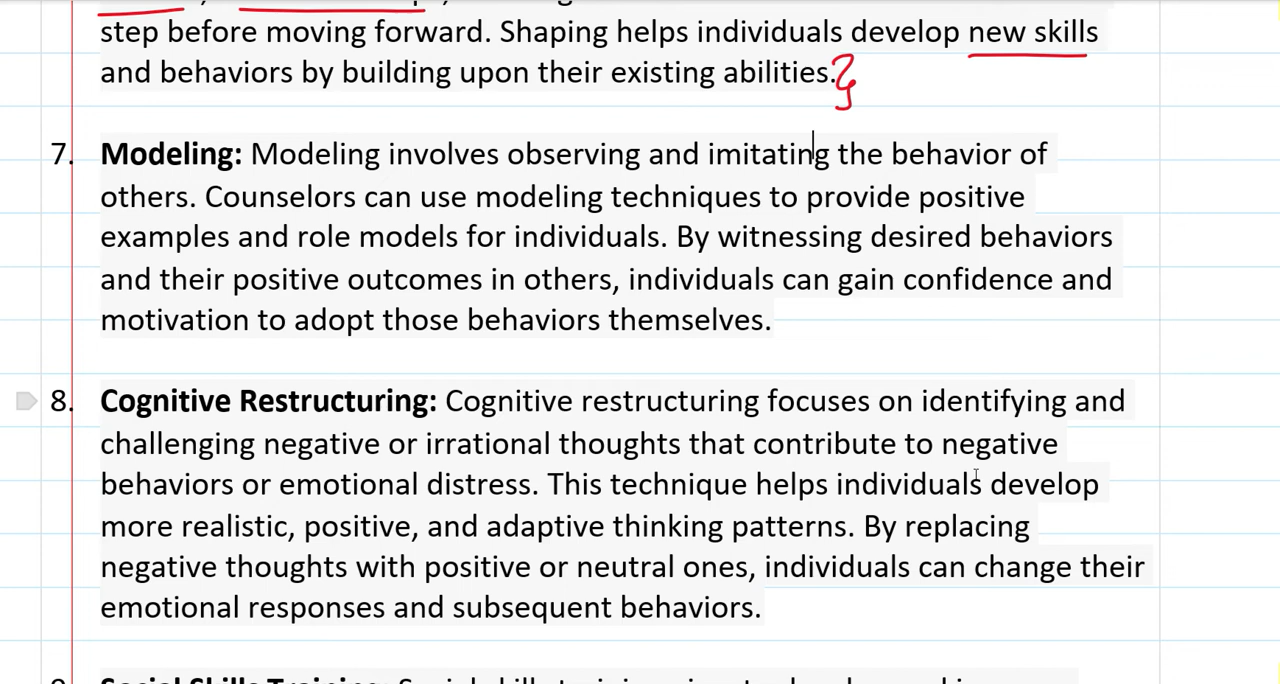 step before moving forward. Shaping helps individuals develop new skills
and behaviors by building upon their existing abilities.
7. Modeling: Modeling involves observing and imitating the behavior of
others. Counselors can use modeling techniques to provide positive
examples and role models for individuals. By witnessing desired behaviors
and their positive outcomes in others, individuals can gain confidence and
motivation to adopt those behaviors themselves.
8. Cognitive Restructuring: Cognitive restructuring focuses on identifying and
challenging negative or irrational thoughts that contribute to negative
behaviors or emotional distress. This technique helps individuals develop
more realistic, positive, and adaptive thinking patterns. By replacing
negative thoughts with positive or neutral ones, individuals can change their
emotional responses and subsequent behaviors.
Social Skills Training: Social skills training